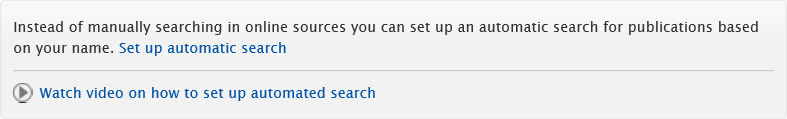 Instead of manually searching in online sources you can set up an automatic search for publications based
on your name. Set up automatic search
Watch video on how to set up automated search